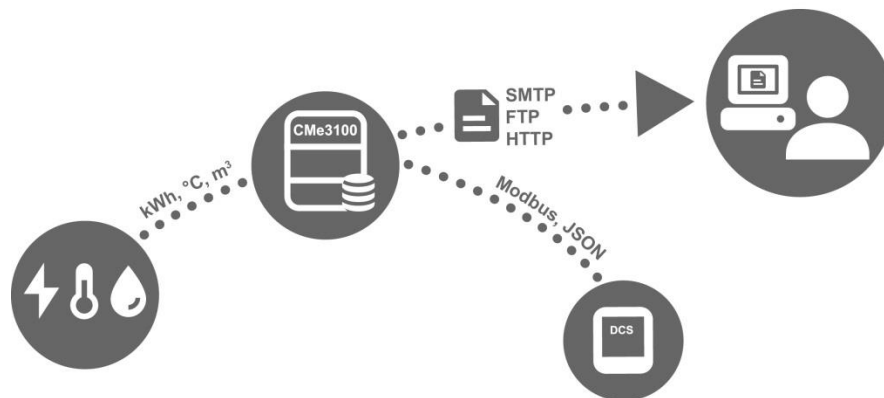 CMe3100
SMTP
FTP
HTTP
kWh, °C, m³
Modbus, JSON
DCS